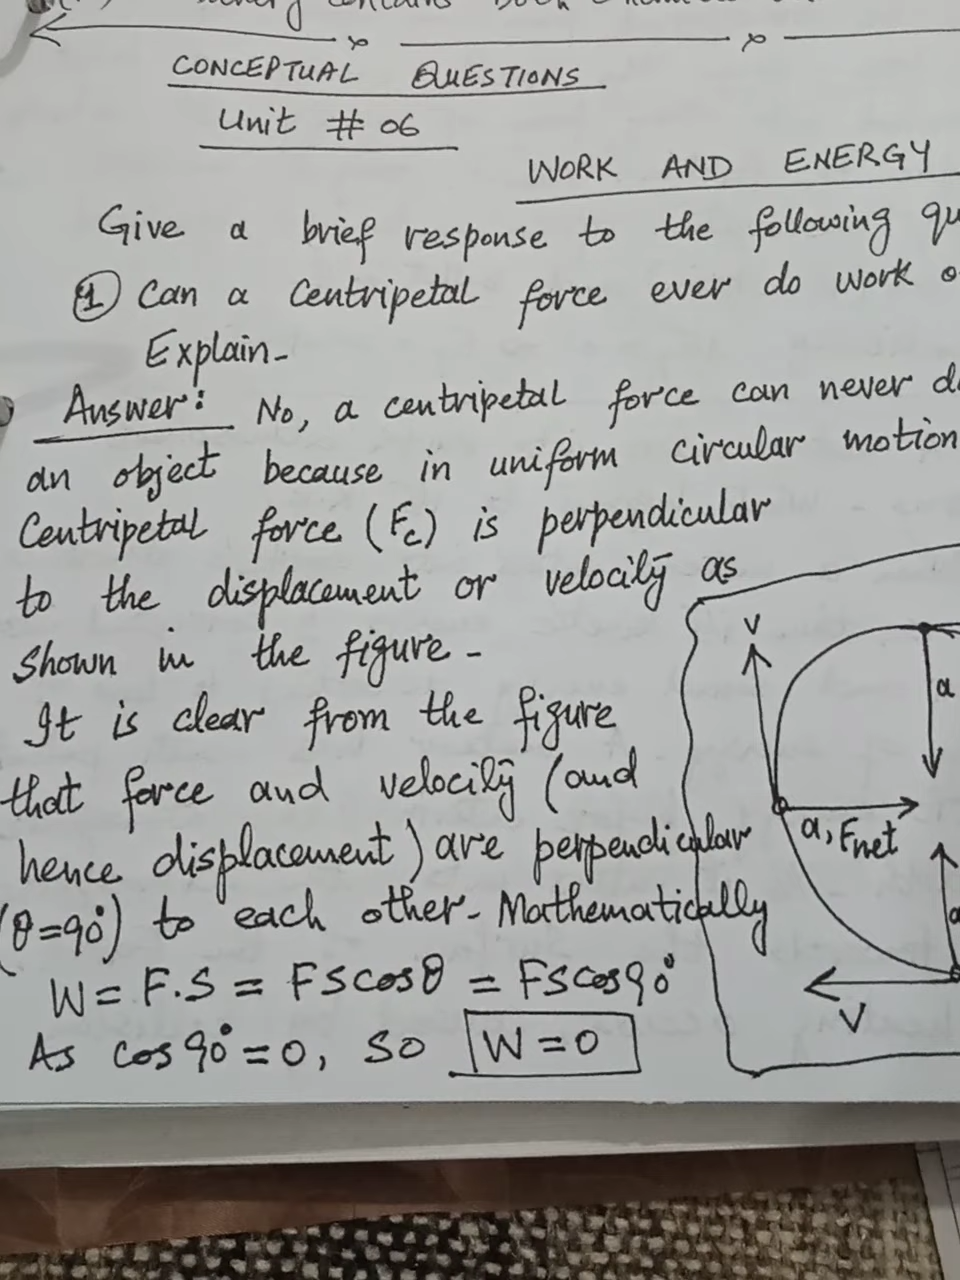 contains
CONCEPTUAL QUESTIONS
Unit # 06
WORK AND ENERGY
Give a brief response to the following qu
① Can a Centripetal force ever do work o
Explain-
Answer: No, a centripetal force can never d
an object because in uniform circular motion
Centripetal force (Fc) is perpendicular
to the displacement or velocity as
shown in the figure-
It is clear from the figure
that force and velocity (and
hence displacement) are perpendicular
(θ=90°) to each other- Mathematically
W = F.S = FScosθ = FScos90°
As cos90° = 0, so W=0
v
a
a, Fnet
a
V